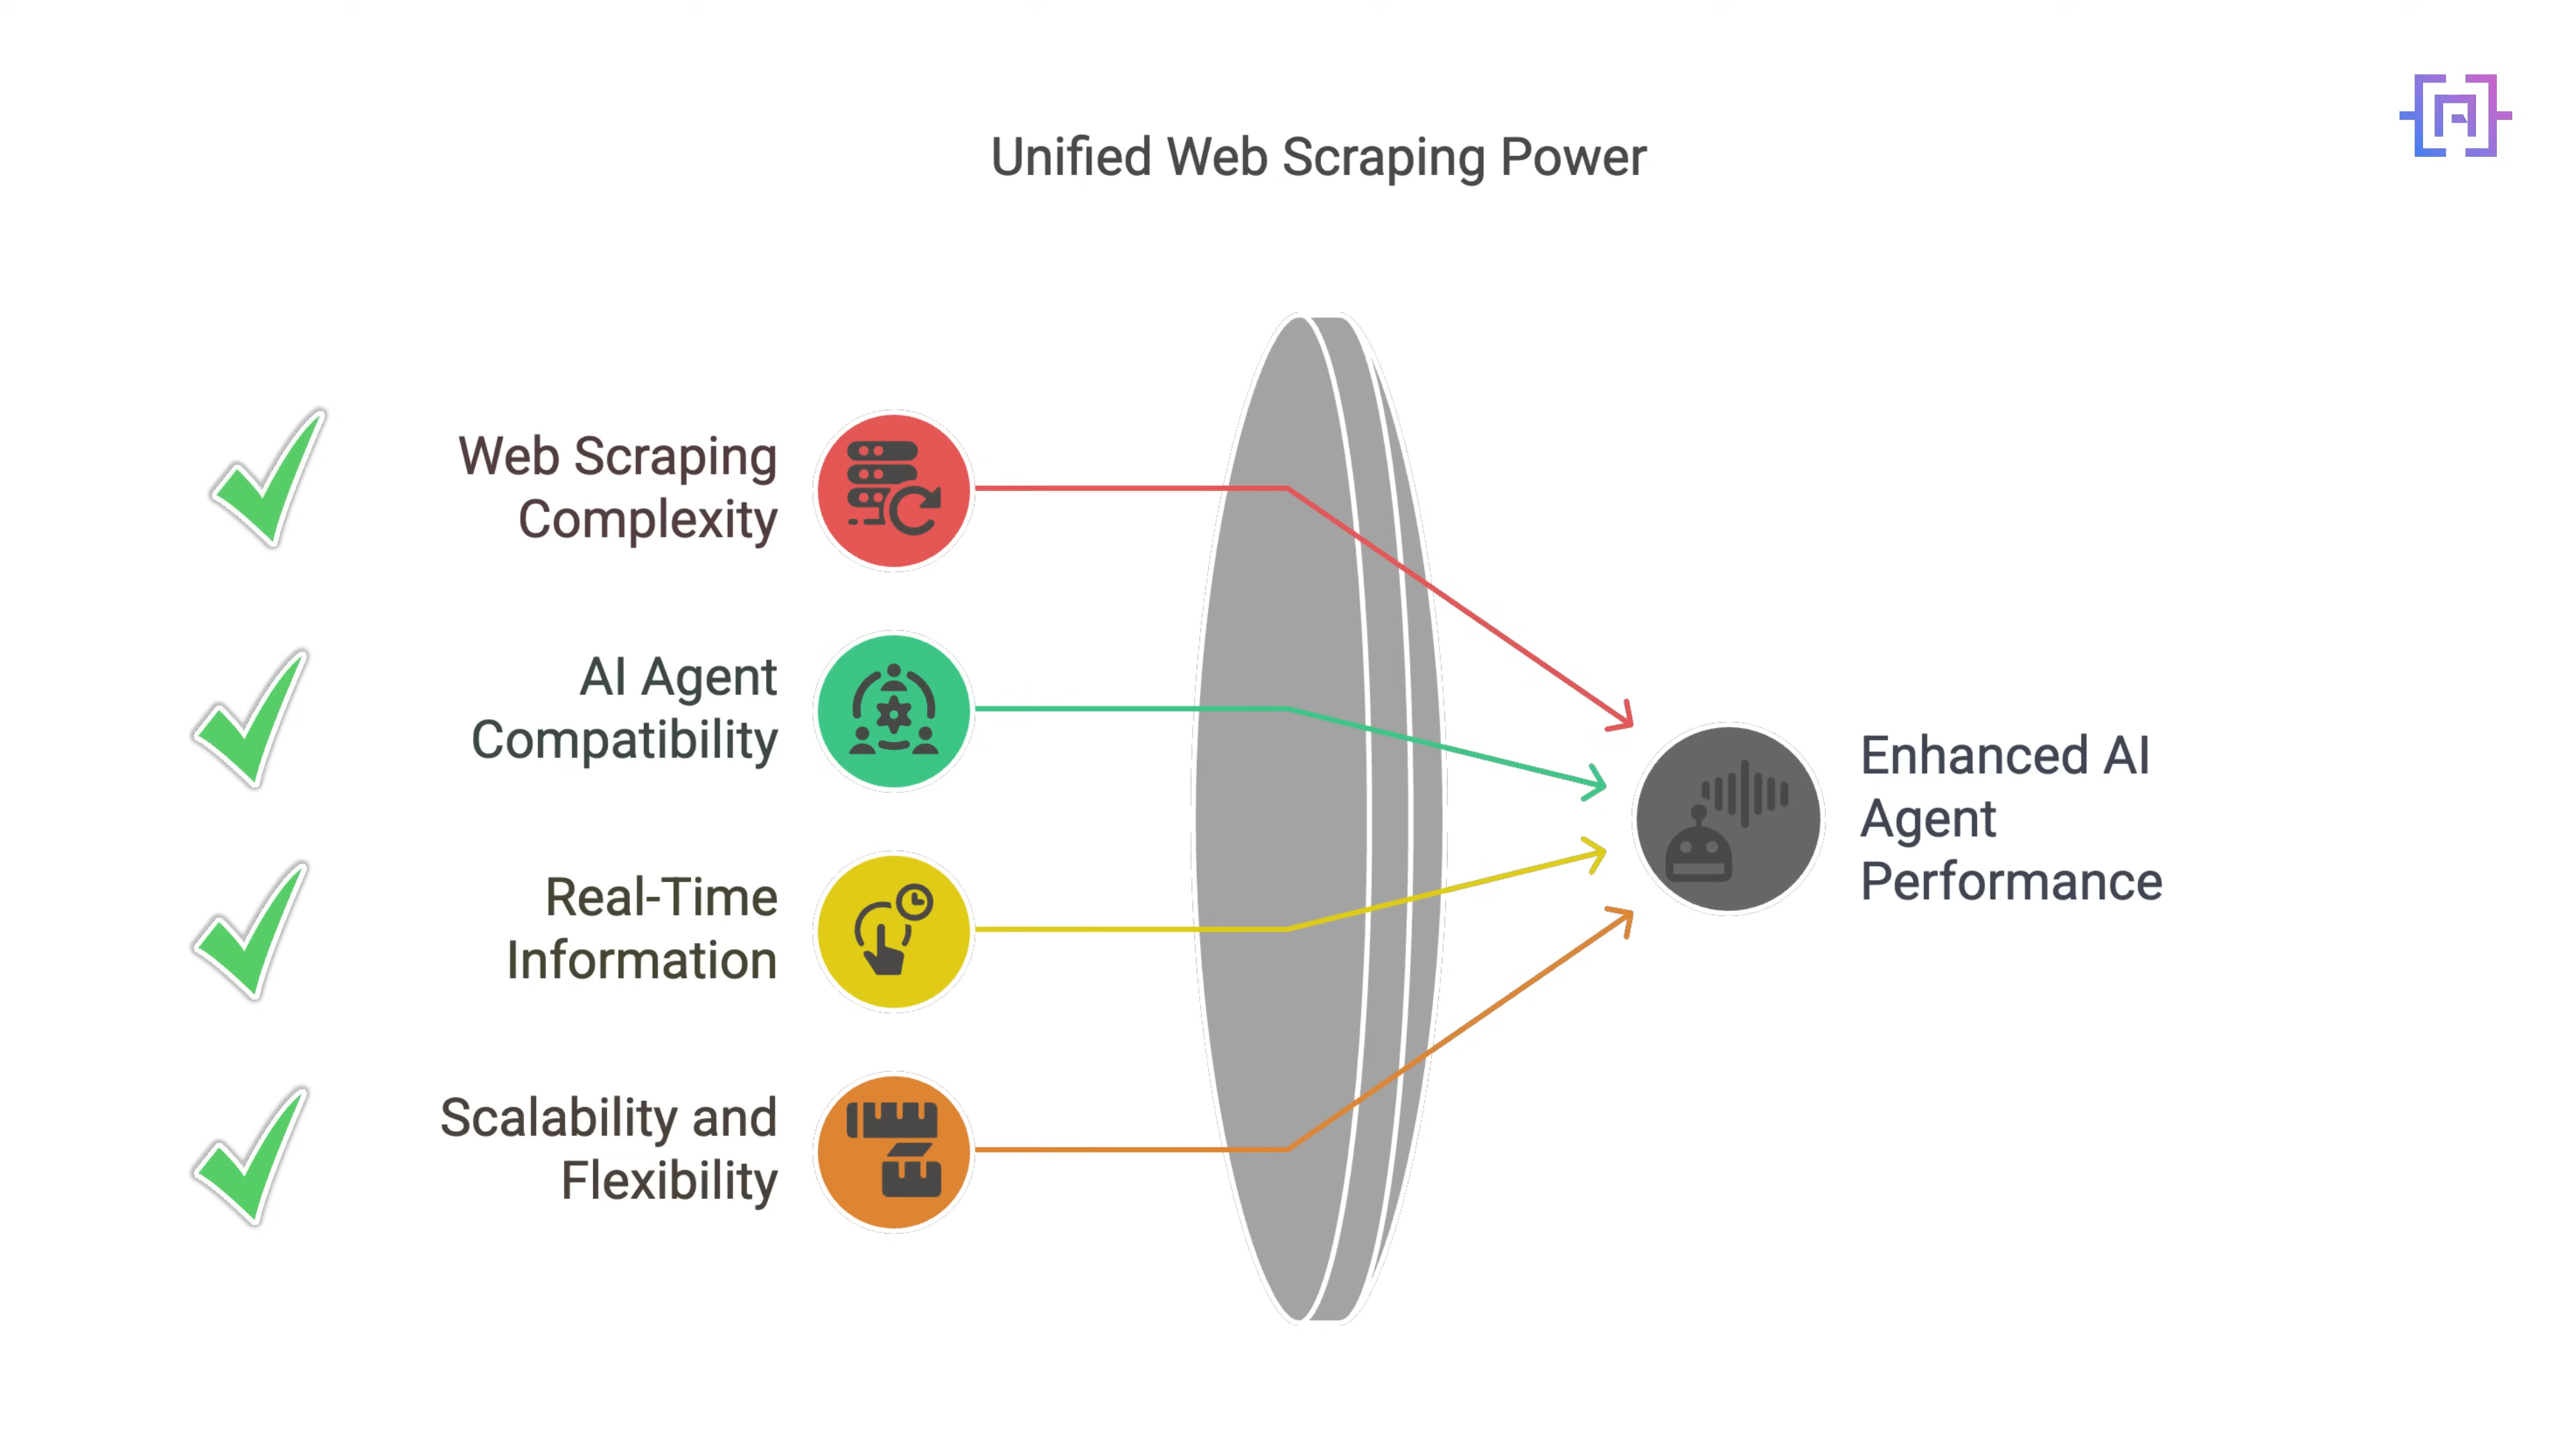 Unified Web Scraping Power
Web Scraping
Complexity
AI Agent
Compatibility
Real-Time
Information
Scalability and
Flexibility
Enhanced AI
Agent
Performance